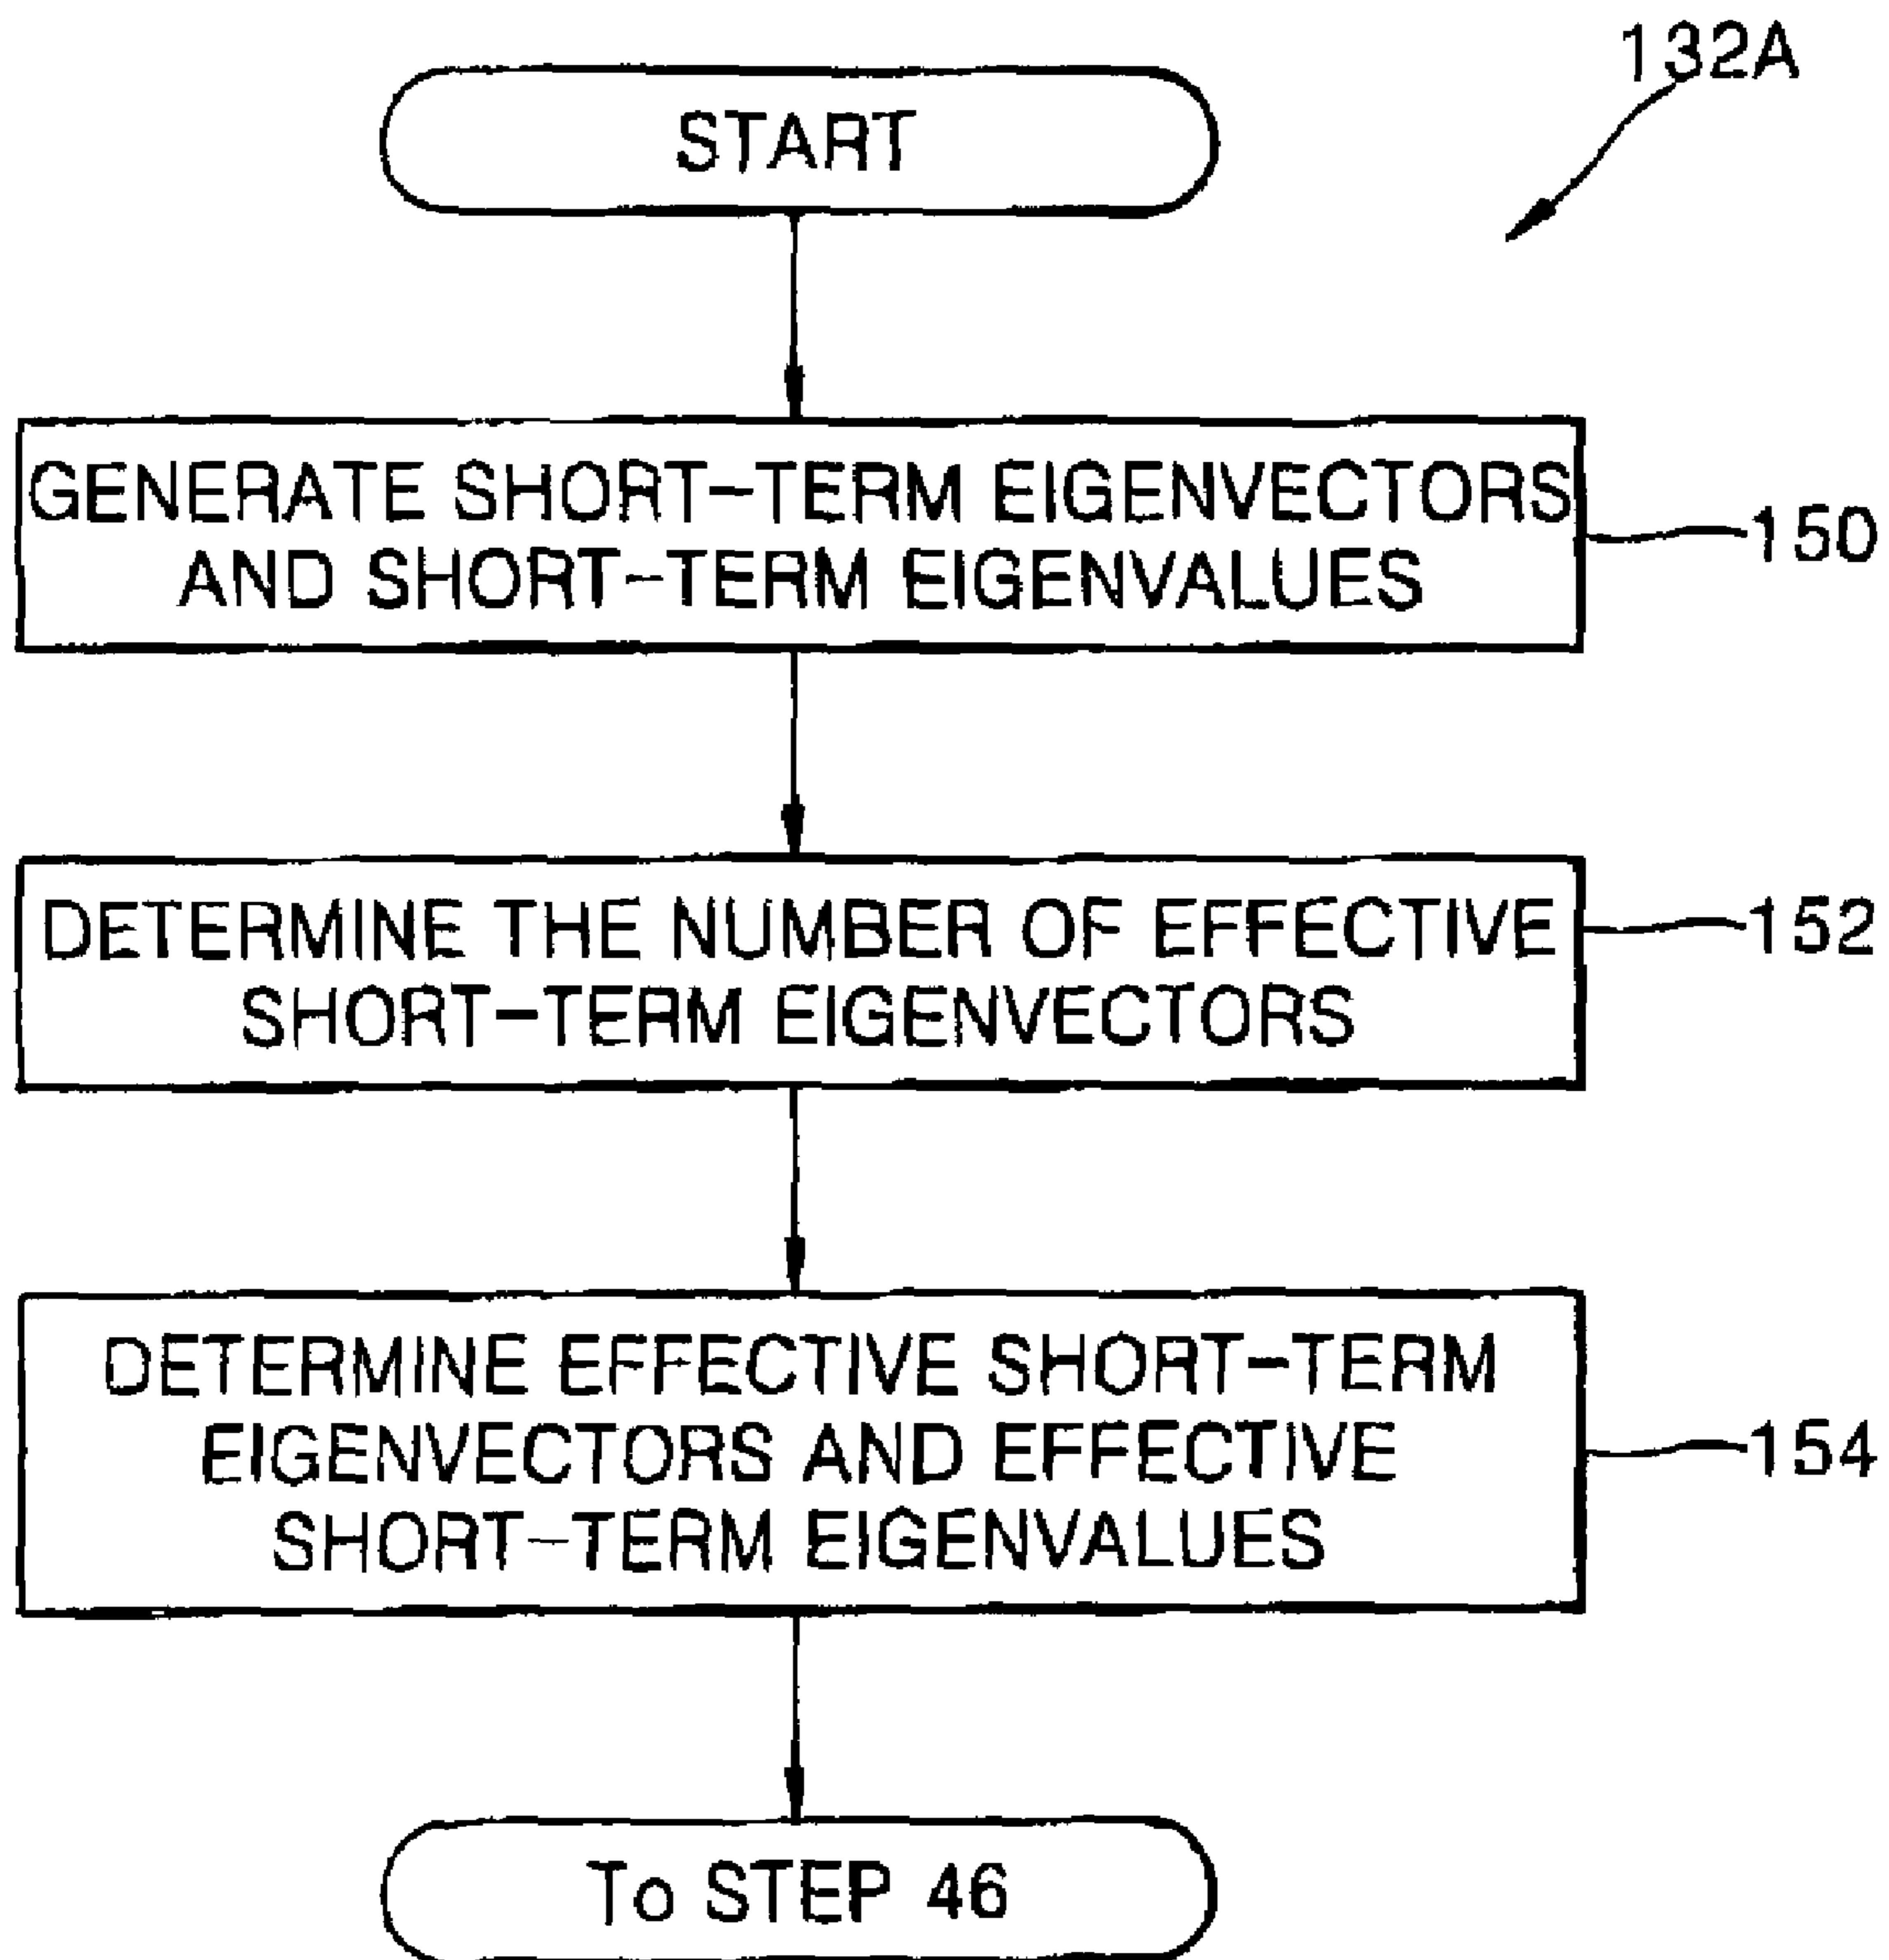 132A
START
GENERATE SHORT-TERM EIGENVECTORS
AND SHORT-TERM EIGENVALUES
150
DETERMINE THE NUMBER OF EFFECTIVE
SHORT-TERM EIGENVECTORS
152
DETERMINE EFFECTIVE SHORT-TERM
EIGENVECTORS AND EFFECTIVE
SHORT-TERM EIGENVALUES
154
To STEP 46